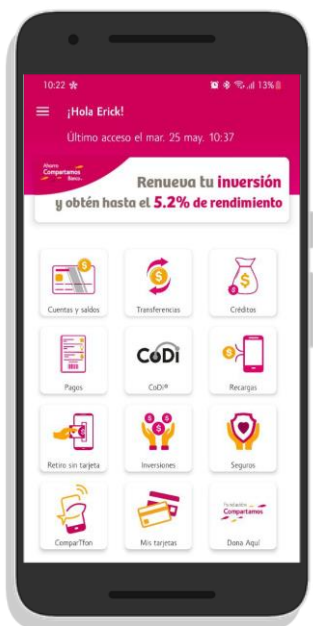 10:22
13%
¡Hola Erick!
Último acceso el mar. 25 may. 10:37
Ahorro
Compartamos
Banco.
Renueva tu inversión
y obtén hasta el 5.2% de rendimiento
Cuentas y saldos
Transferencias
Créditos
Pagos
CoDi
CoDi®
Recargas
Retiro sin tarjeta
Inversiones
Seguros
ComparTfon
Mis tarjetas
Fundación
Compartamos
Dona Aquí